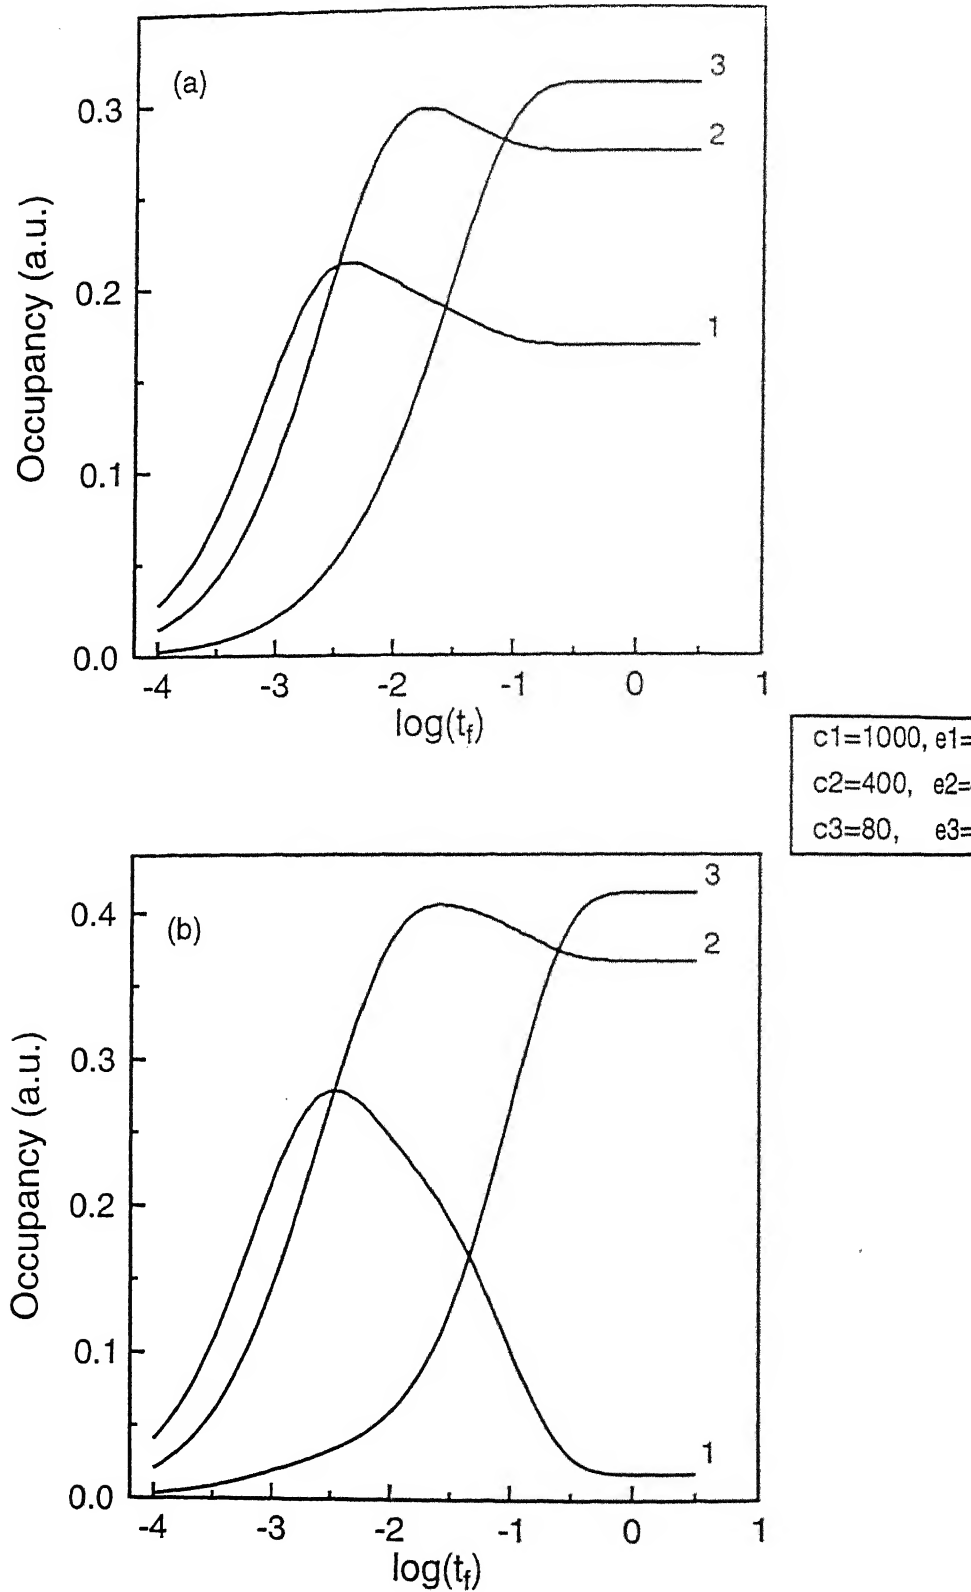 (a)
3
2
1
0.3
0.2
0.1
0.0
Occupancy (a.u.)
-4 -3 -2 -1 0 1
log(tf)
c1=1000, e1=
c2=400, e2=
c3=80, e3=
(b)
3
2
1
0.4
0.3
0.2
0.1
0.0
Occupancy (a.u.)
-4 -3 -2 -1 0 1
log(tf)